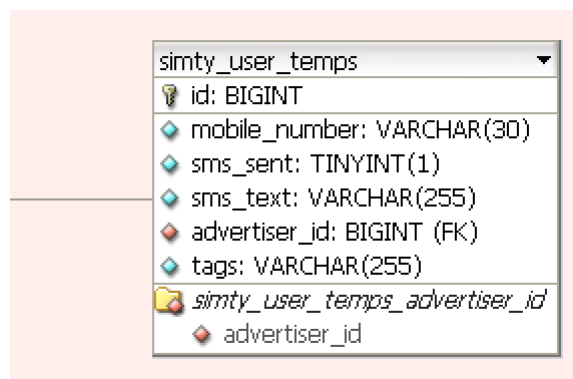 simty_user_temps
id: BIGINT
mobile_number: VARCHAR(30)
sms_sent: TINYINT(1)
sms_text: VARCHAR(255)
advertiser_id: BIGINT (FK)
tags: VARCHAR(255)
simty_user_temps_advertiser_id
advertiser_id